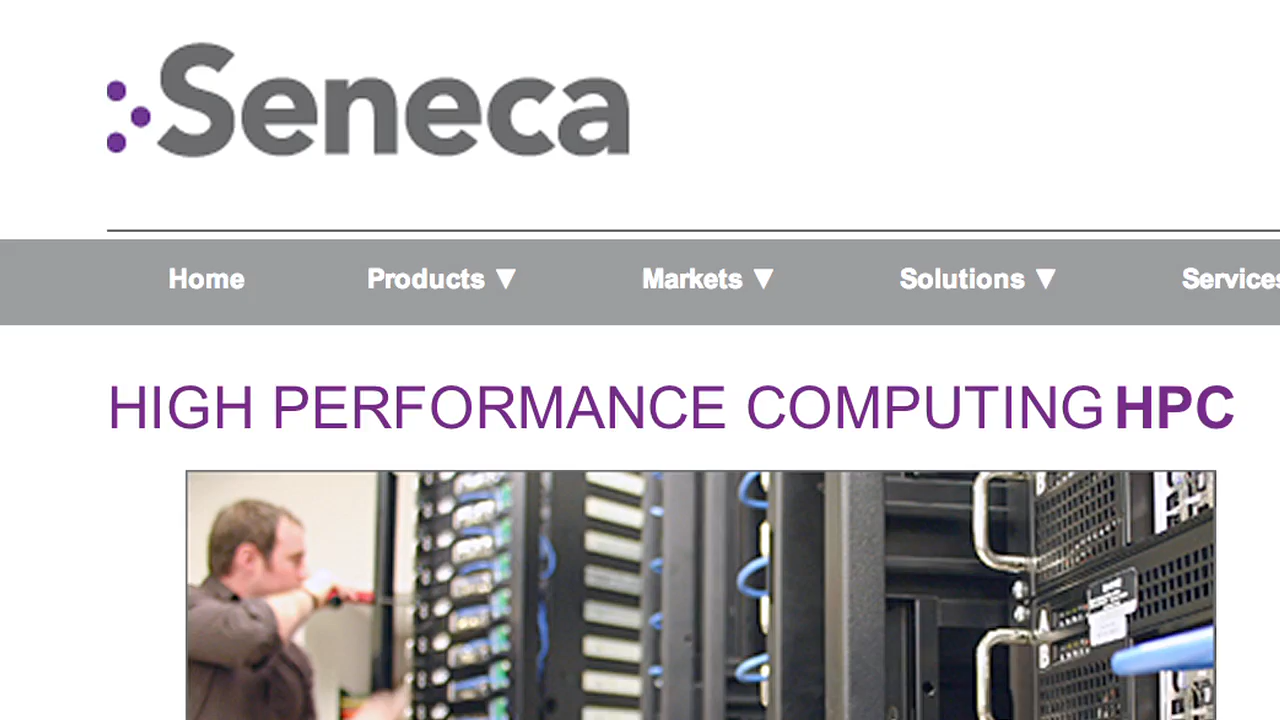 Seneca
Home Products ▼ Markets ▼ Solutions ▼ Services
HIGH PERFORMANCE COMPUTING HPC
B
A
B